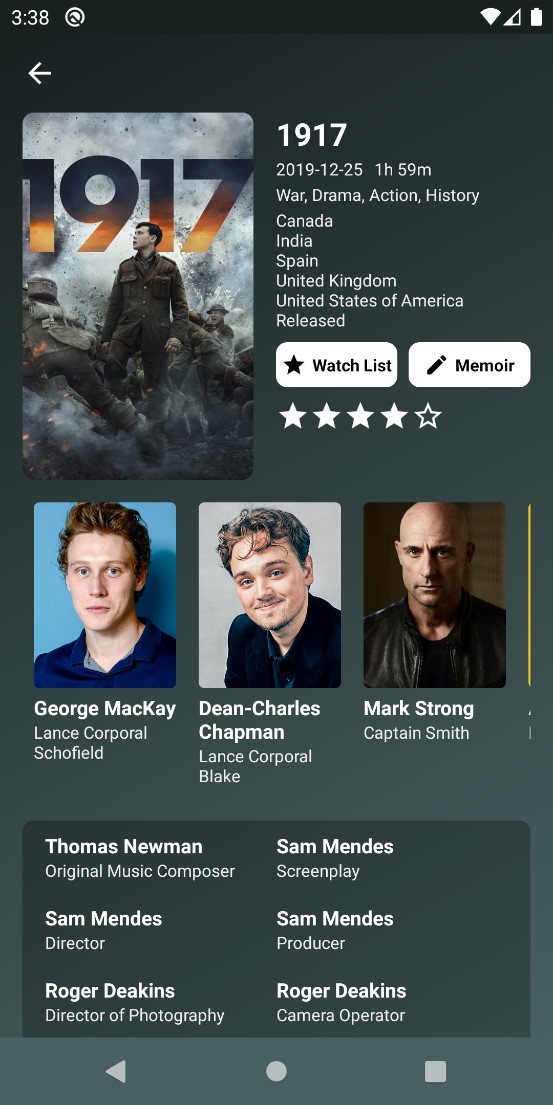 3:38
1917
1917
2019-12-25 1h 59m
War, Drama, Action, History
Canada
India
Spain
United Kingdom
United States of America
Released
Watch List
Memoir
George MacKay
Lance Corporal
Schofield
Dean-Charles
Chapman
Lance Corporal
Blake
Mark Strong
Captain Smith
Thomas Newman
Original Music Composer
Sam Mendes
Screenplay
Sam Mendes
Director
Sam Mendes
Producer
Roger Deakins
Director of Photography
Roger Deakins
Camera Operator